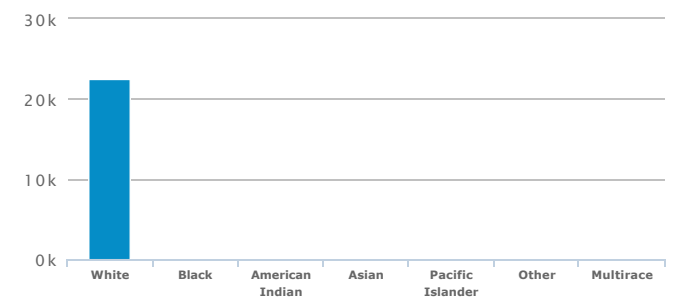 30k
20k
10k
0k
White Black American Indian Asian Pacific Islander Other Multirace